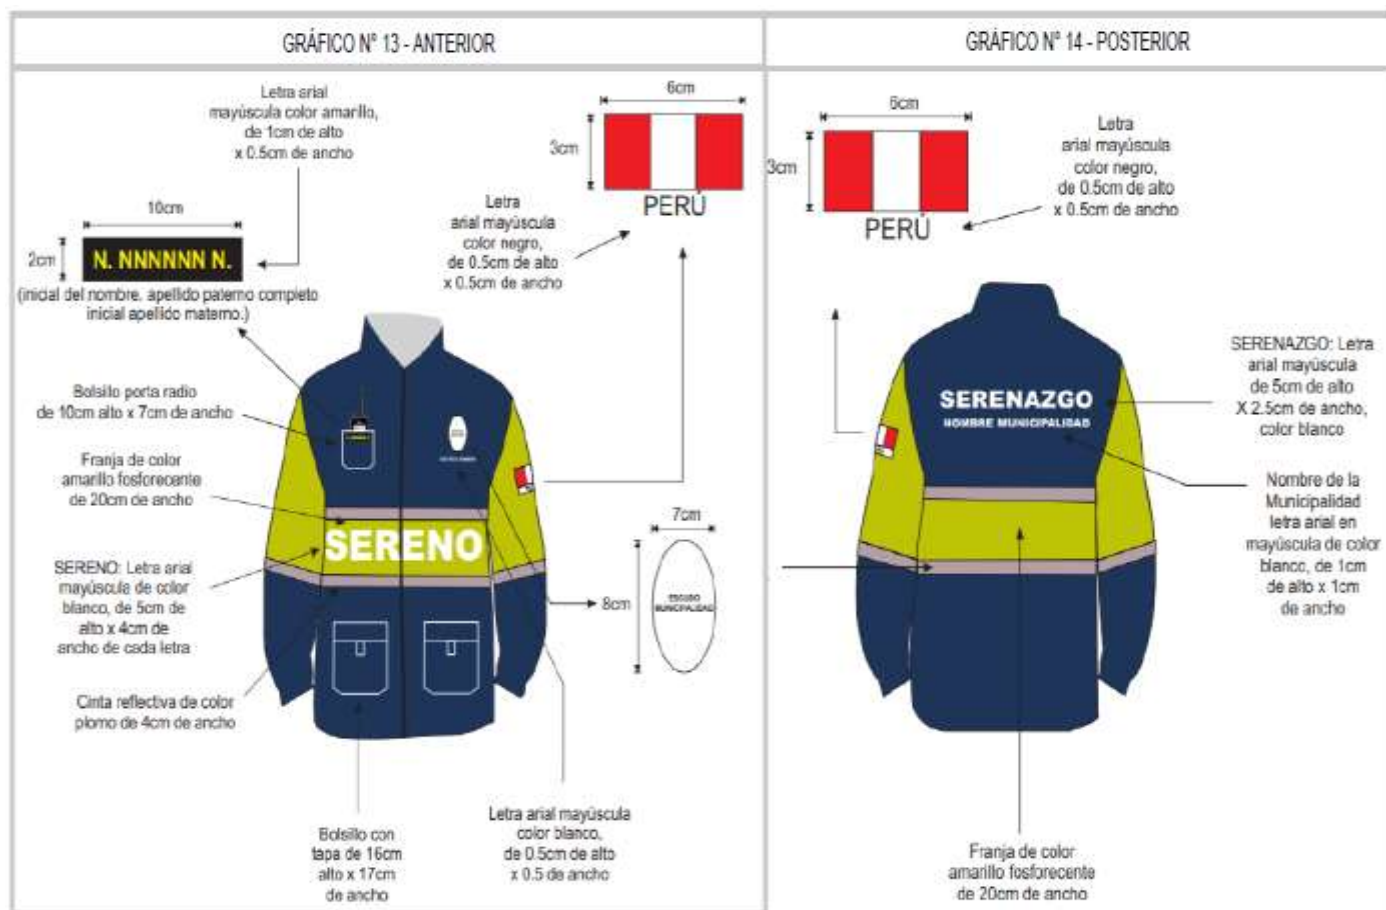 GRÁFICO Nº 13 - ANTERIOR
GRÁFICO Nº 14 - POSTERIOR
Letra arial
mayúscula color amarillo,
de 1cm de alto
x 0.5cm de ancho
10cm
2cm
N. NNNNNN N.
(inicial del nombre, apellido paterno completo
inicial apellido materno.)
6cm
3cm
PERÚ
Letra
arial mayúscula
color negro,
de 0.5cm de alto
x 0.5cm de ancho
Bolsillo porta radio
de 10cm alto x 7cm de ancho
Franja de color
amarillo fosforecente
de 20cm de ancho
SERENO
SERENO: Letra arial
mayúscula de color
blanco, de 5cm de
alto x 4cm de
ancho de cada letra
Cinta reflectiva de color
plomo de 4cm de ancho
7cm
8cm
ESCUDO
MUNICIPALIDAD
Bolsillo con
tapa de 16cm
alto x 17cm
de ancho
Letra arial mayúscula
color blanco,
de 0.5cm de alto
x 0.5 de ancho
6cm
3cm
PERÚ
Letra
arial mayúscula
color negro,
de 0.5cm de alto
x 0.5cm de ancho
SERENAZGO
NOMBRE MUNICIPALIDAD
SERENAZGO: Letra
arial mayúscula
de 5cm de alto
X 2.5cm de ancho,
color blanco
Nombre de la
Municipalidad
letra arial en
mayúscula de color
blanco, de 1cm
de alto x 1cm
de ancho
Franja de color
amarillo fosforecente
de 20cm de ancho